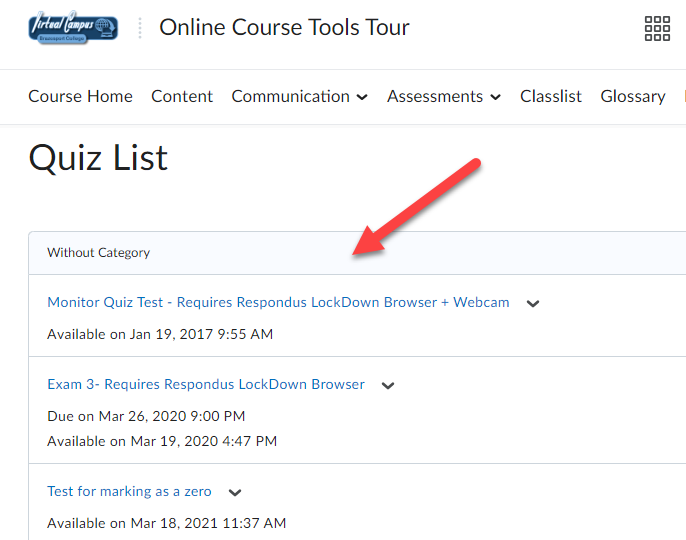 Virtual Campus
Brazosport College
Online Course Tools Tour
Course Home Content Communication Assessments Classlist Glossary
Quiz List
Without Category
Monitor Quiz Test - Requires Respondus LockDown Browser + Webcam
Available on Jan 19, 2017 9:55 AM
Exam 3- Requires Respondus LockDown Browser
Due on Mar 26, 2020 9:00 PM
Available on Mar 19, 2020 4:47 PM
Test for marking as a zero
Available on Mar 18, 2021 11:37 AM